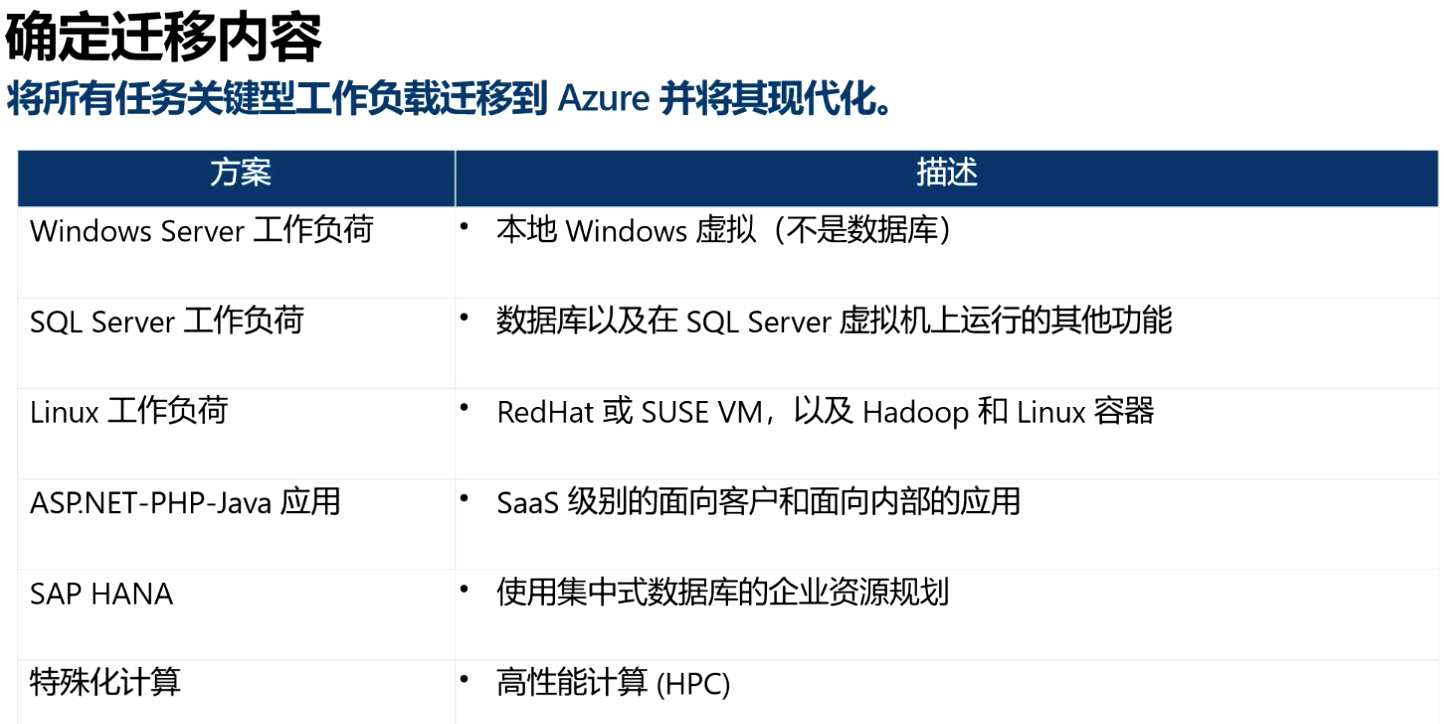 确定迁移内容
将所有任务关键型工作负载迁移到 Azure 并将其现代化。
方案
描述
Windows Server 工作负荷
• 本地 Windows 虚拟（不是数据库）
SQL Server 工作负荷
• 数据库以及在 SQL Server 虚拟机上运行的其他功能
Linux 工作负荷
• RedHat 或 SUSE VM，以及 Hadoop 和 Linux 容器
ASP.NET-PHP-Java 应用
• SaaS 级别的面向客户和面向内部的应用
SAP HANA
• 使用集中式数据库的企业资源规划
特殊化计算
• 高性能计算 (HPC)